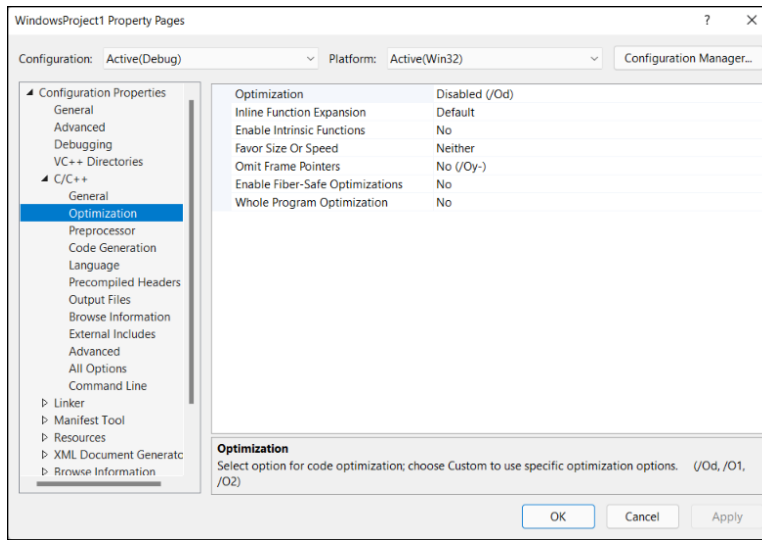 WindowsProject1 Property Pages ? ×
Configuration: Active(Debug) Platform: Active(Win32) Configuration Manager...
Configuration Properties
General
Advanced
Debugging
VC++ Directories
C/C++
General
Optimization
Preprocessor
Code Generation
Language
Precompiled Headers
Output Files
Browse Information
External Includes
Advanced
All Options
Command Line
Linker
Manifest Tool
Resources
XML Document Generatc
Browse Information
Optimization Disabled (/Od)
Inline Function Expansion Default
Enable Intrinsic Functions No
Favor Size Or Speed Neither
Omit Frame Pointers No (/Oy-)
Enable Fiber-Safe Optimizations No
Whole Program Optimization No
Optimization
Select option for code optimization; choose Custom to use specific optimization options. (/Od, /O1,
/O2)
OK Cancel Apply